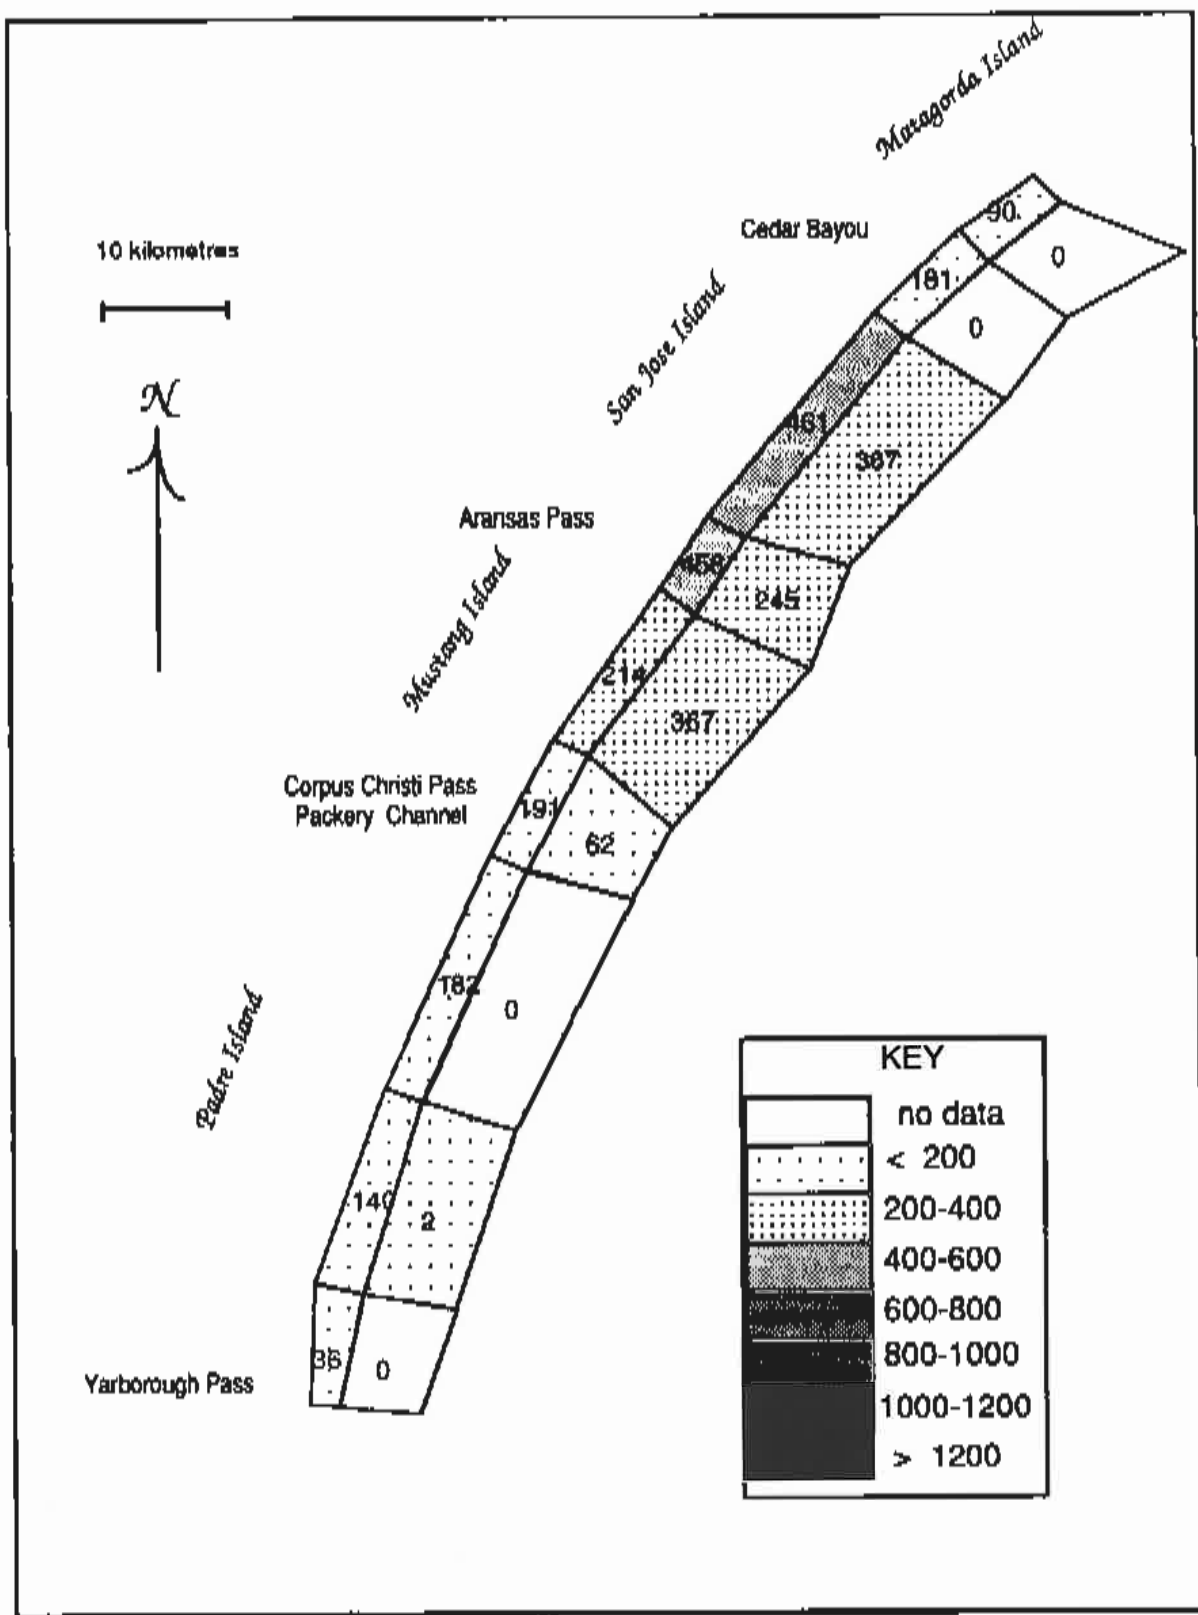 Matagorda Island
90
Cedar Bayou
0
181
10 kilometres
0
San Jose Island
461
367
N
Aransas Pass
245
Mustang Island
214
367
Corpus Christi Pass
Packery Channel
191
62
182
0
Padre Island
KEY
no data
< 200
200-400
400-600
600-800
800-1000
1000-1200
> 1200
140
2
36
0
Yarborough Pass